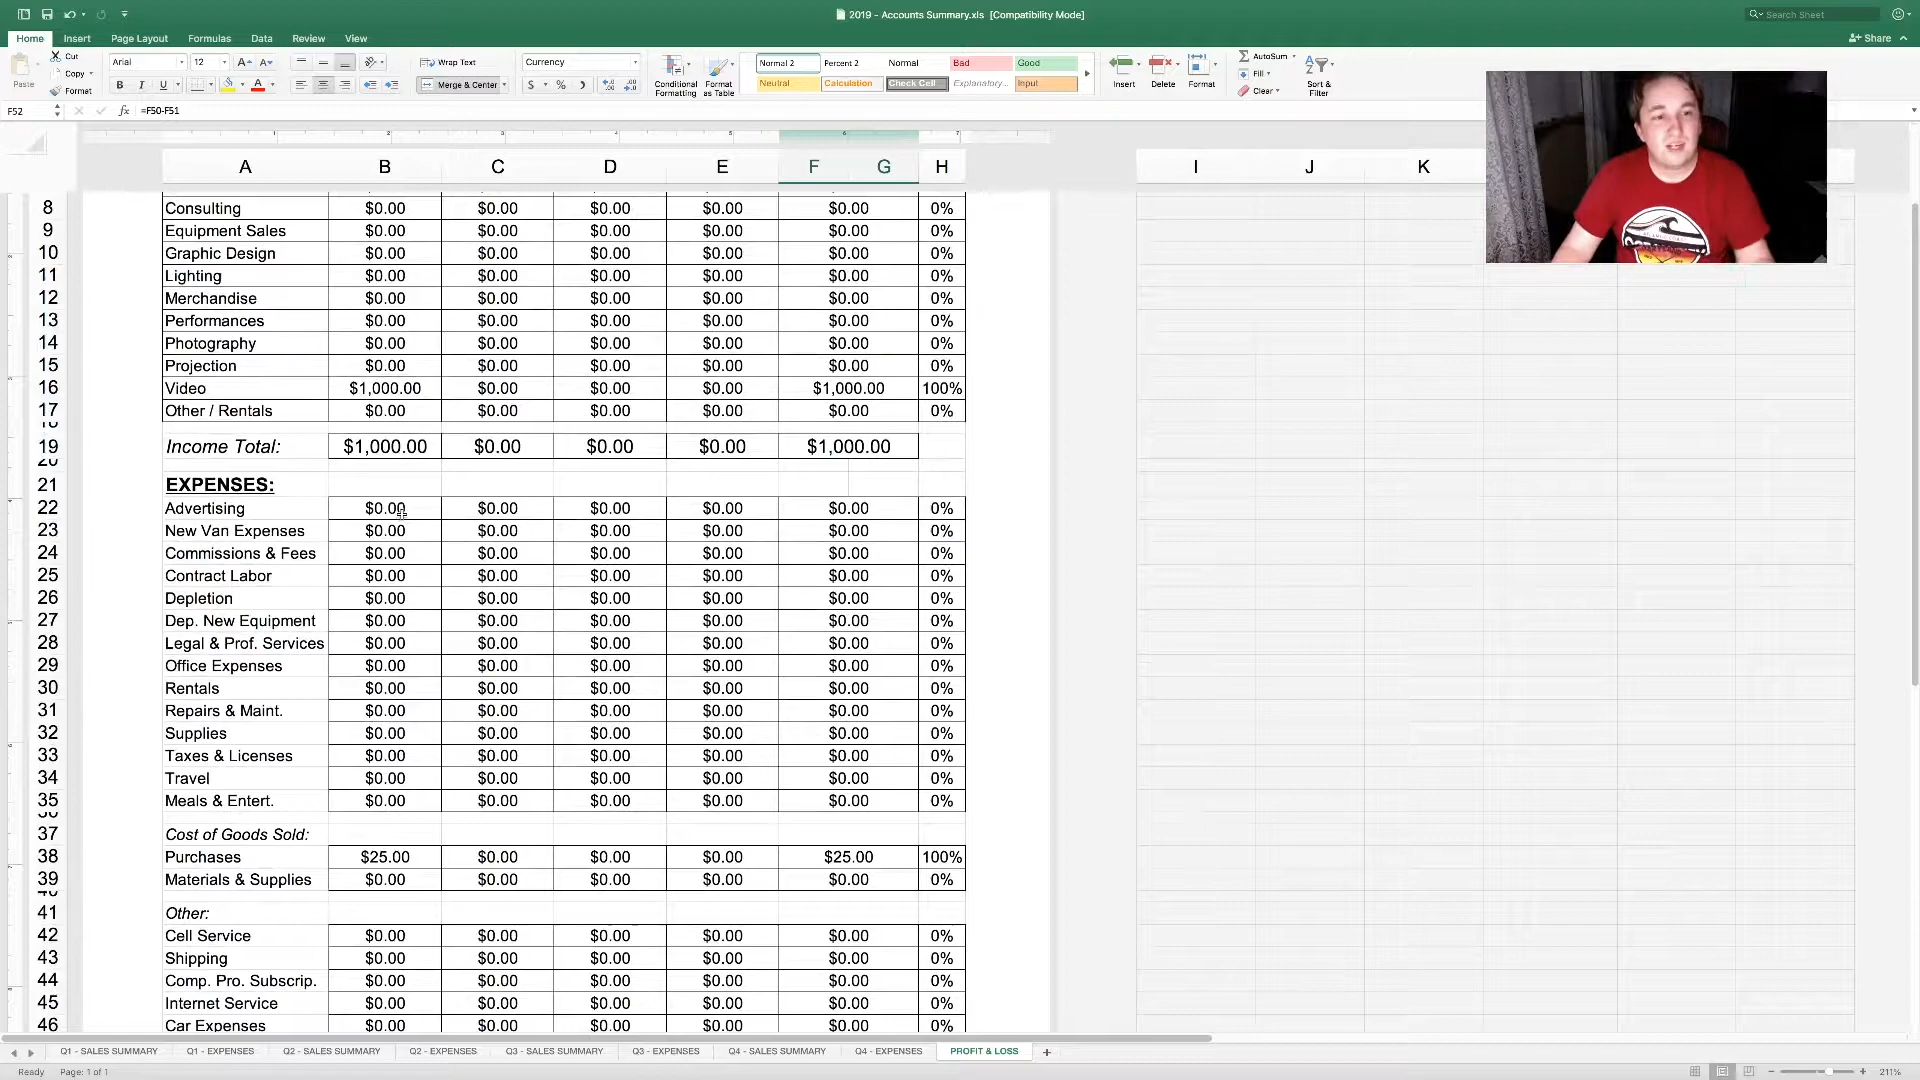 2019 - Accounts Summary.xls [Compatibility Mode]
Search Sheet
Home Insert Page Layout Formulas Data Review View
Share
Paste
Cut
Copy
Format
Arial 12
B I U
Wrap Text
Merge & Center
Currency
$ % )
Conditional Formatting
Format as Table
Normal 2 Percent 2 Normal Bad Good
Neutral Calculation Check Cell Explanatory... Input
Insert Delete Format
AutoSum
Fill
Clear
Sort & Filter
F52 fx =F50-F51
1 2 3 4 5 6 7
A B C D E F G H I J K
8 Consulting $0.00 $0.00 $0.00 $0.00 $0.00 0%
9 Equipment Sales $0.00 $0.00 $0.00 $0.00 $0.00 0%
10 Graphic Design $0.00 $0.00 $0.00 $0.00 $0.00 0%
11 Lighting $0.00 $0.00 $0.00 $0.00 $0.00 0%
12 Merchandise $0.00 $0.00 $0.00 $0.00 $0.00 0%
13 Performances $0.00 $0.00 $0.00 $0.00 $0.00 0%
14 Photography $0.00 $0.00 $0.00 $0.00 $0.00 0%
15 Projection $0.00 $0.00 $0.00 $0.00 $0.00 0%
16 Video $1,000.00 $0.00 $0.00 $0.00 $1,000.00 100%
17 Other / Rentals $0.00 $0.00 $0.00 $0.00 $0.00 0%
19 Income Total: $1,000.00 $0.00 $0.00 $0.00 $1,000.00
21 EXPENSES:
22 Advertising $0.00 $0.00 $0.00 $0.00 $0.00 0%
23 New Van Expenses $0.00 $0.00 $0.00 $0.00 $0.00 0%
24 Commissions & Fees $0.00 $0.00 $0.00 $0.00 $0.00 0%
25 Contract Labor $0.00 $0.00 $0.00 $0.00 $0.00 0%
26 Depletion $0.00 $0.00 $0.00 $0.00 $0.00 0%
27 Dep. New Equipment $0.00 $0.00 $0.00 $0.00 $0.00 0%
28 Legal & Prof. Services $0.00 $0.00 $0.00 $0.00 $0.00 0%
29 Office Expenses $0.00 $0.00 $0.00 $0.00 $0.00 0%
30 Rentals $0.00 $0.00 $0.00 $0.00 $0.00 0%
31 Repairs & Maint. $0.00 $0.00 $0.00 $0.00 $0.00 0%
32 Supplies $0.00 $0.00 $0.00 $0.00 $0.00 0%
33 Taxes & Licenses $0.00 $0.00 $0.00 $0.00 $0.00 0%
34 Travel $0.00 $0.00 $0.00 $0.00 $0.00 0%
35 Meals & Entert. $0.00 $0.00 $0.00 $0.00 $0.00 0%
37 Cost of Goods Sold:
38 Purchases $25.00 $0.00 $0.00 $0.00 $25.00 100%
39 Materials & Supplies $0.00 $0.00 $0.00 $0.00 $0.00 0%
41 Other:
42 Cell Service $0.00 $0.00 $0.00 $0.00 $0.00 0%
43 Shipping $0.00 $0.00 $0.00 $0.00 $0.00 0%
44 Comp. Pro. Subscrip. $0.00 $0.00 $0.00 $0.00 $0.00 0%
45 Internet Service $0.00 $0.00 $0.00 $0.00 $0.00 0%
46 Car Expenses $0.00 $0.00 $0.00 $0.00 $0.00 0%
Q1 - SALES SUMMARY Q1 - EXPENSES Q2 - SALES SUMMARY Q2 - EXPENSES Q3 - SALES SUMMARY Q3 - EXPENSES Q4 - SALES SUMMARY Q4 - EXPENSES PROFIT & LOSS +
Ready Page: 1 of 1 211%